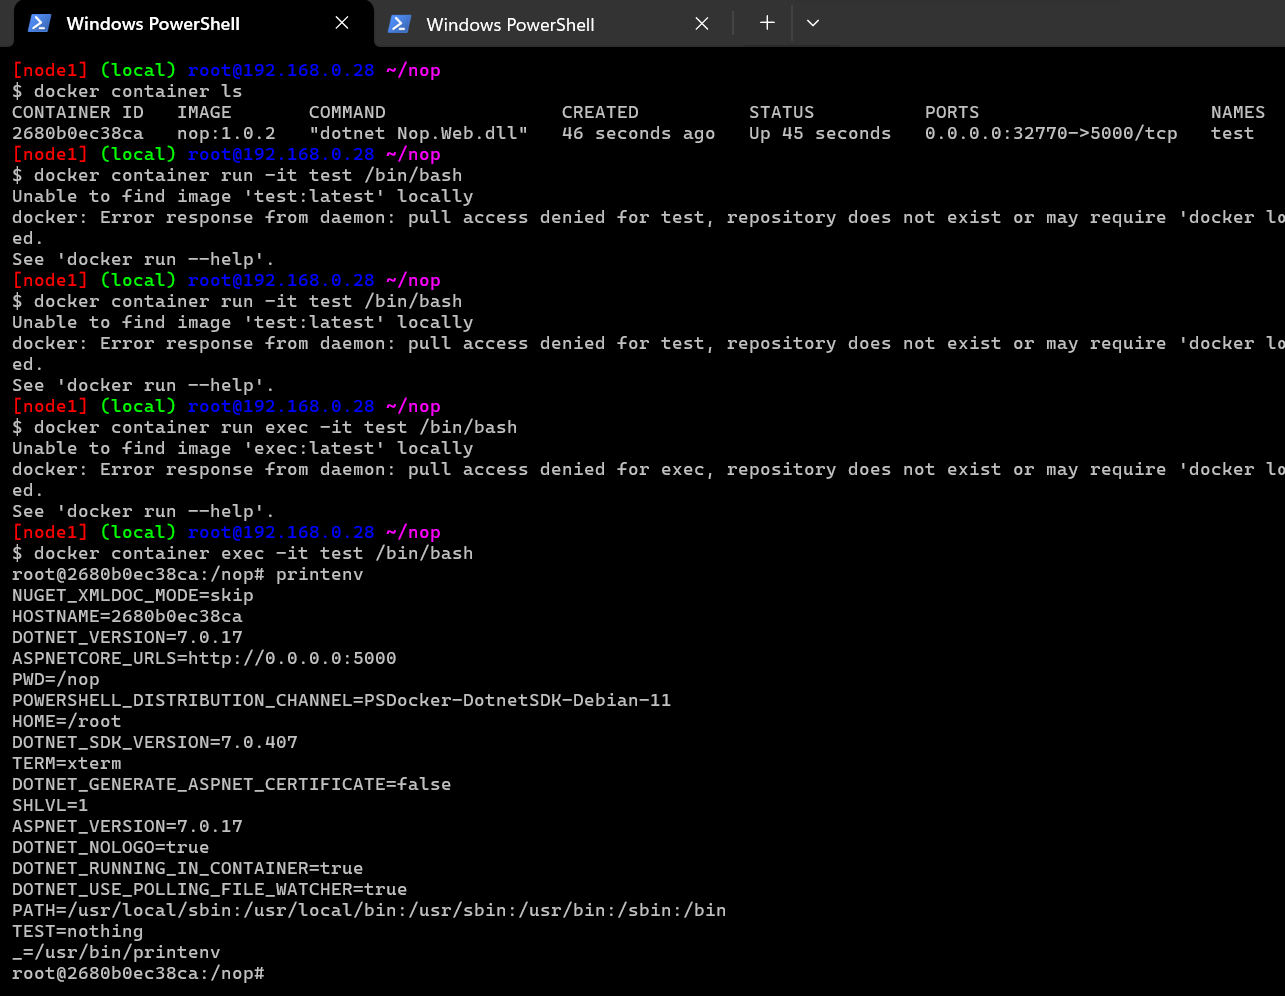 Windows PowerShell
Windows PowerShell
[node1] (local) root@192.168.0.28 ~/nop
$ docker container ls
CONTAINER ID   IMAGE       COMMAND                CREATED          STATUS          PORTS                     NAMES
2680b0ec38ca   nop:1.0.2   "dotnet Nop.Web.dll"   46 seconds ago   Up 45 seconds   0.0.0.0:32770->5000/tcp   test
[node1] (local) root@192.168.0.28 ~/nop
$ docker container run -it test /bin/bash
Unable to find image 'test:latest' locally
docker: Error response from daemon: pull access denied for test, repository does not exist or may require 'docker lo
ed.
See 'docker run --help'.
[node1] (local) root@192.168.0.28 ~/nop
$ docker container run -it test /bin/bash
Unable to find image 'test:latest' locally
docker: Error response from daemon: pull access denied for test, repository does not exist or may require 'docker lo
ed.
See 'docker run --help'.
[node1] (local) root@192.168.0.28 ~/nop
$ docker container run exec -it test /bin/bash
Unable to find image 'exec:latest' locally
docker: Error response from daemon: pull access denied for exec, repository does not exist or may require 'docker lo
ed.
See 'docker run --help'.
[node1] (local) root@192.168.0.28 ~/nop
$ docker container exec -it test /bin/bash
root@2680b0ec38ca:/nop# printenv
NUGET_XMLDOC_MODE=skip
HOSTNAME=2680b0ec38ca
DOTNET_VERSION=7.0.17
ASPNETCORE_URLS=http://0.0.0.0:5000
PWD=/nop
POWERSHELL_DISTRIBUTION_CHANNEL=PSDocker-DotnetSDK-Debian-11
HOME=/root
DOTNET_SDK_VERSION=7.0.407
TERM=xterm
DOTNET_GENERATE_ASPNET_CERTIFICATE=false
SHLVL=1
ASPNET_VERSION=7.0.17
DOTNET_NOLOGO=true
DOTNET_RUNNING_IN_CONTAINER=true
DOTNET_USE_POLLING_FILE_WATCHER=true
PATH=/usr/local/sbin:/usr/local/bin:/usr/sbin:/usr/bin:/sbin:/bin
TEST=nothing
_=/usr/bin/printenv
root@2680b0ec38ca:/nop#